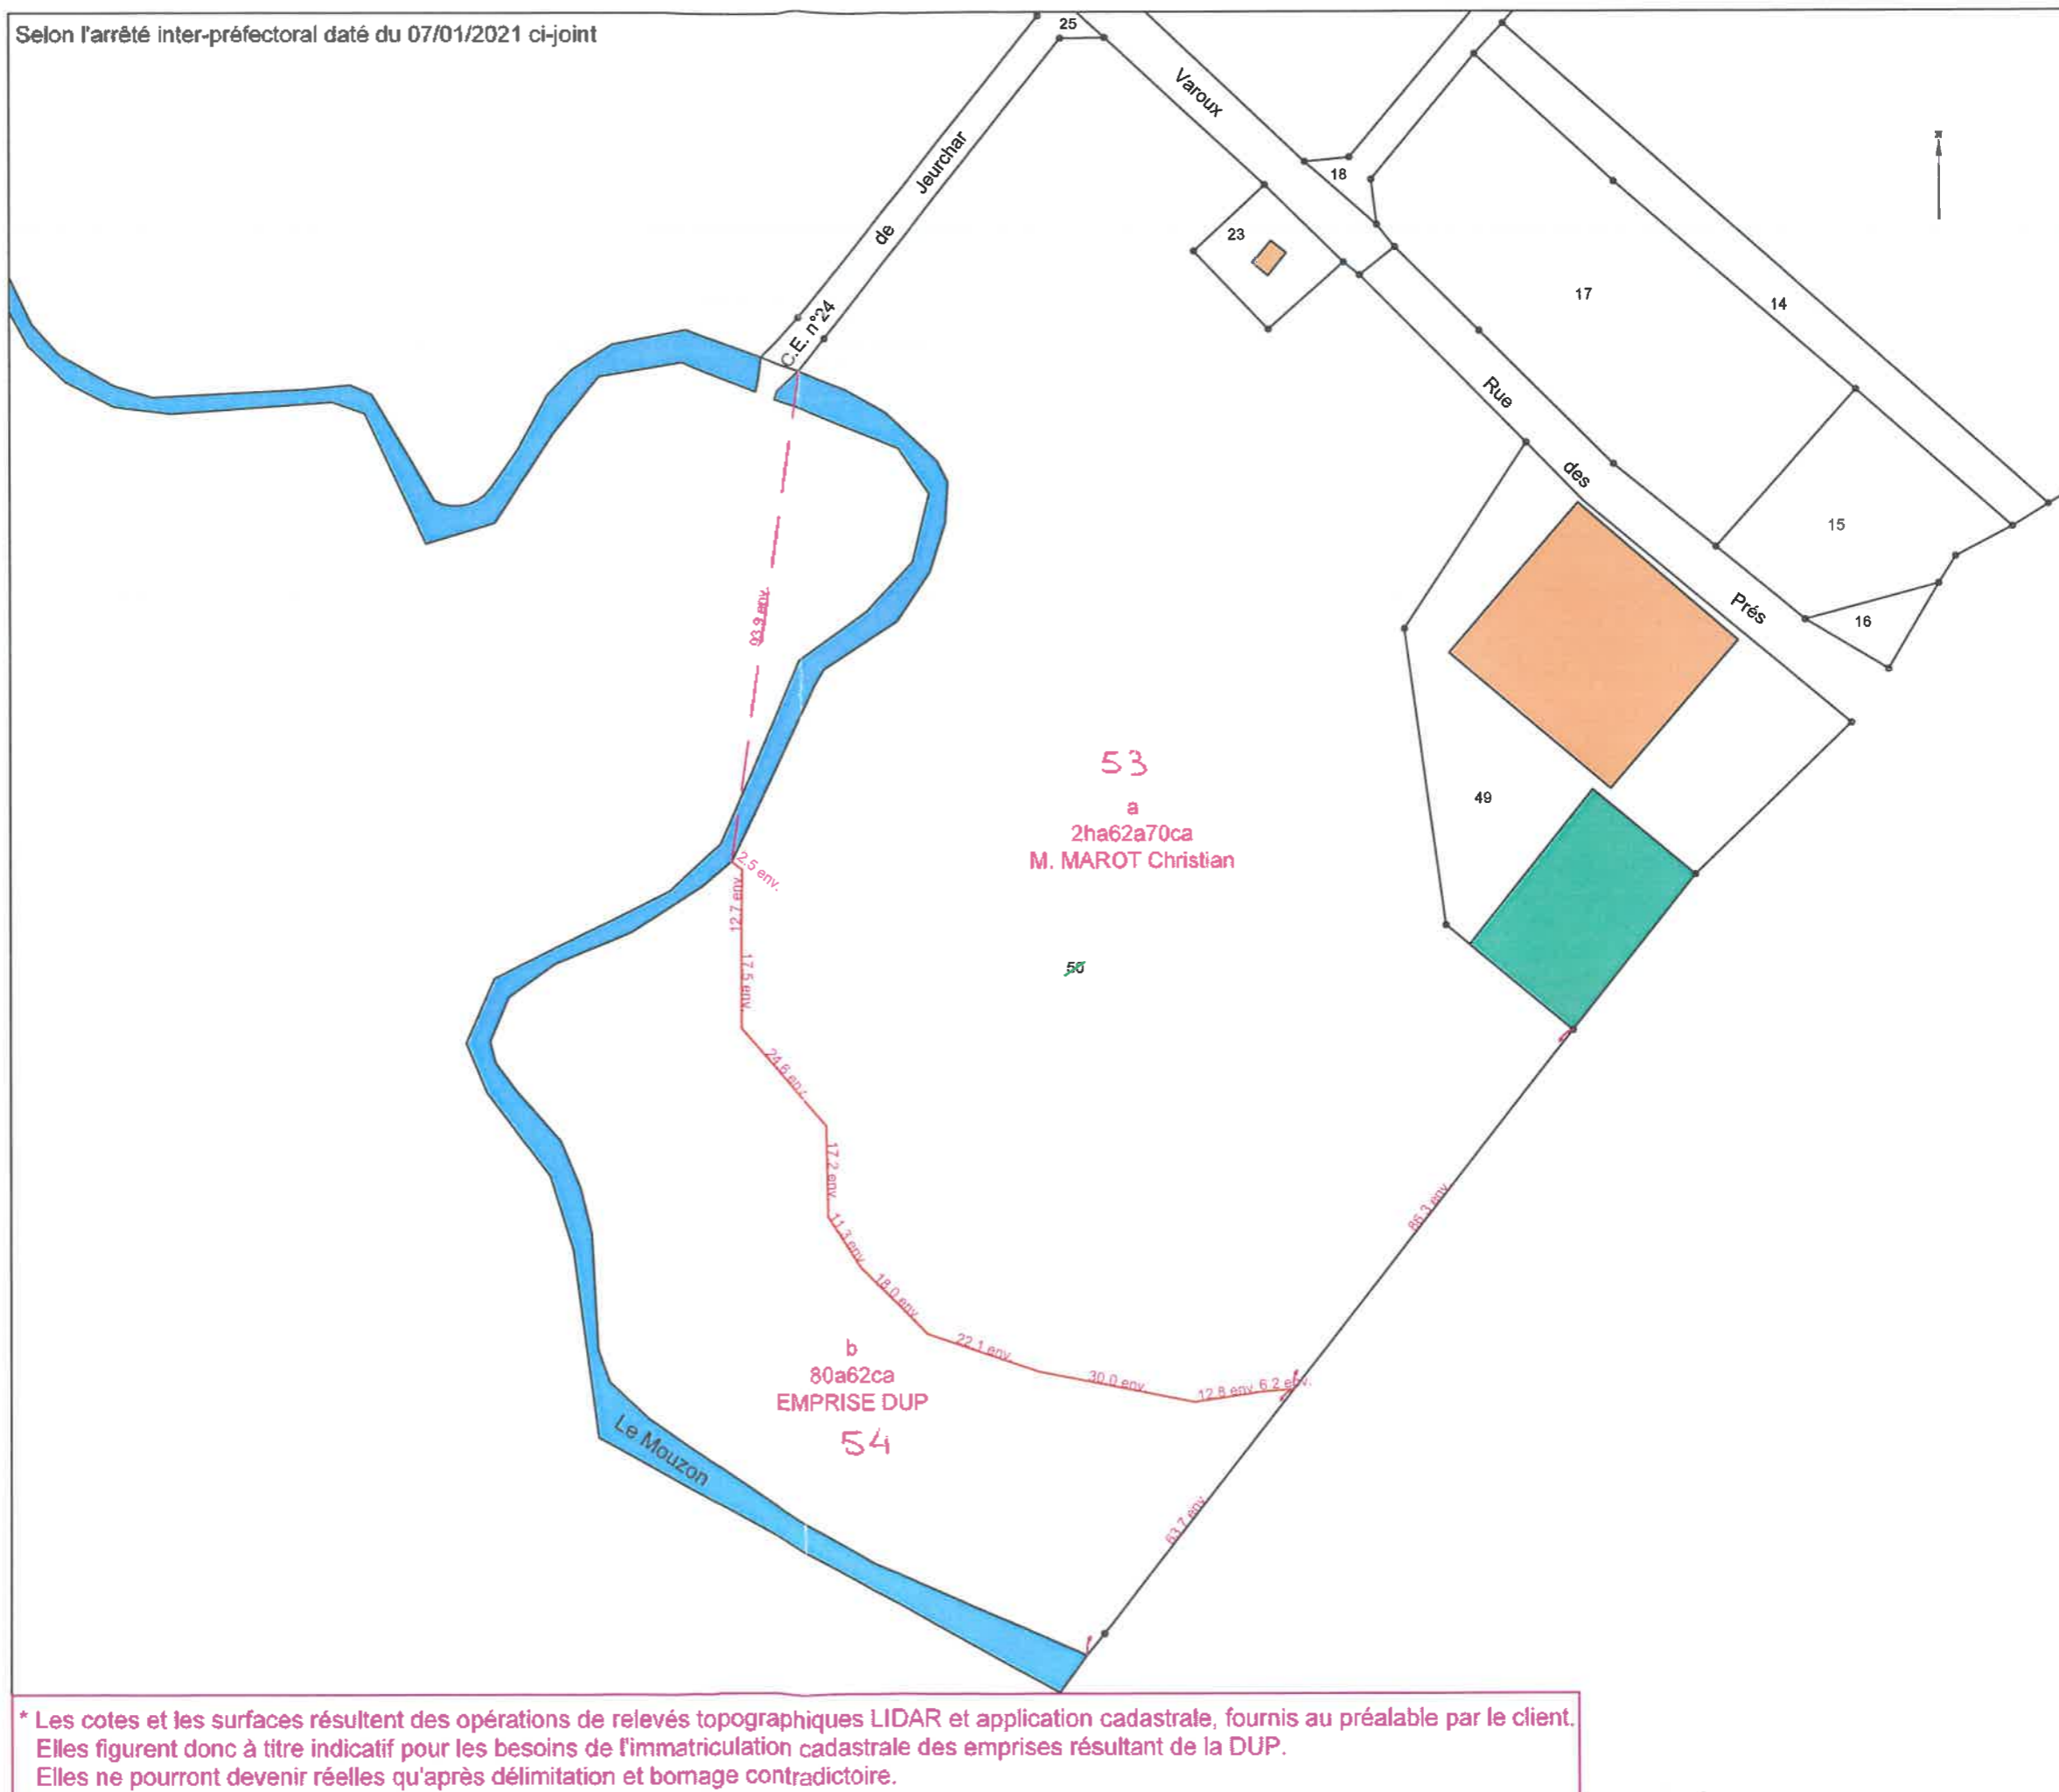 Selon l'arrêté inter-préfectoral daté du 07/01/2021 ci-joint
25
Varoux
Jeurchar
de
C.E. n°24
18
23
17
14
Rue
des
Prés
15
16
49
93.9 env.
53
a
2ha62a70ca
M. MAROT Christian
50
2.5 env.
12.7 env.
17.5 env.
24.6 env.
17.2 env.
11.3 env.
18.0 env.
22.1 env.
30.0 env.
12.8 env.
6.2 env.
86.3 env.
63.7 env.
b
80a62ca
EMPRISE DUP
54
Le Mouzon
* Les cotes et les surfaces résultent des opérations de relevés topographiques LIDAR et application cadastrale, fournis au préalable par le client.
Elles figurent donc à titre indicatif pour les besoins de l'immatriculation cadastrale des emprises résultant de la DUP.
Elles ne pourront devenir réelles qu'après délimitation et bornage contradictoire.